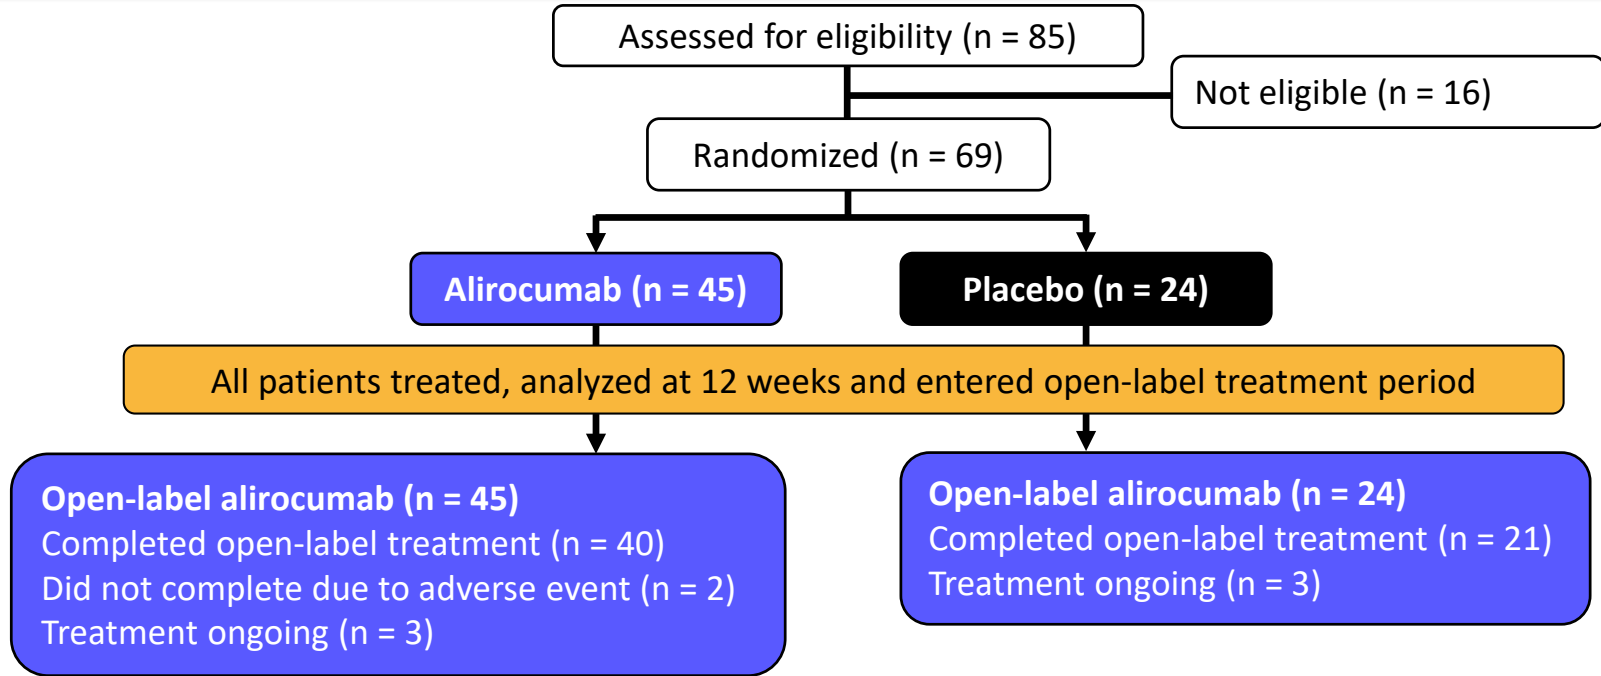 Assessed for eligibility (n = 85)
Not eligible (n = 16)
Randomized (n = 69)
Alirocumab (n = 45)
Placebo (n = 24)
All patients treated, analyzed at 12 weeks and entered open-label treatment period
Open-label alirocumab (n = 45)
Completed open-label treatment (n = 40)
Did not complete due to adverse event (n = 2)
Treatment ongoing (n = 3)
Open-label alirocumab (n = 24)
Completed open-label treatment (n = 21)
Treatment ongoing (n = 3)